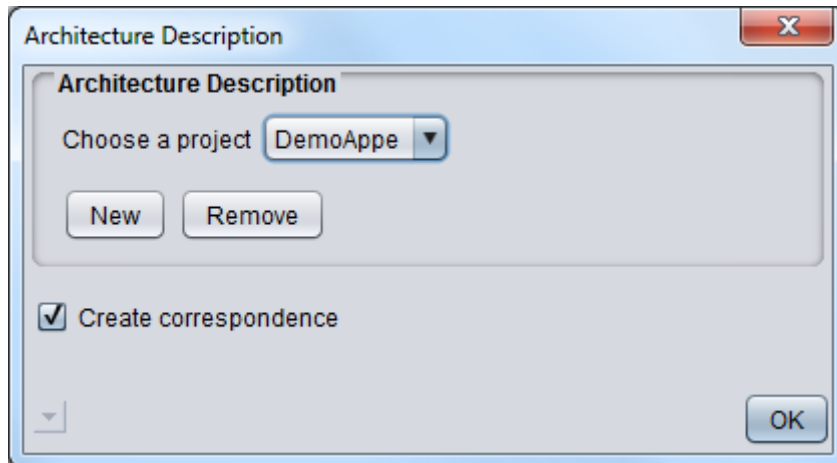 Architecture Description
Architecture Description
Choose a project DemoAppe
New Remove
Create correspondence
OK